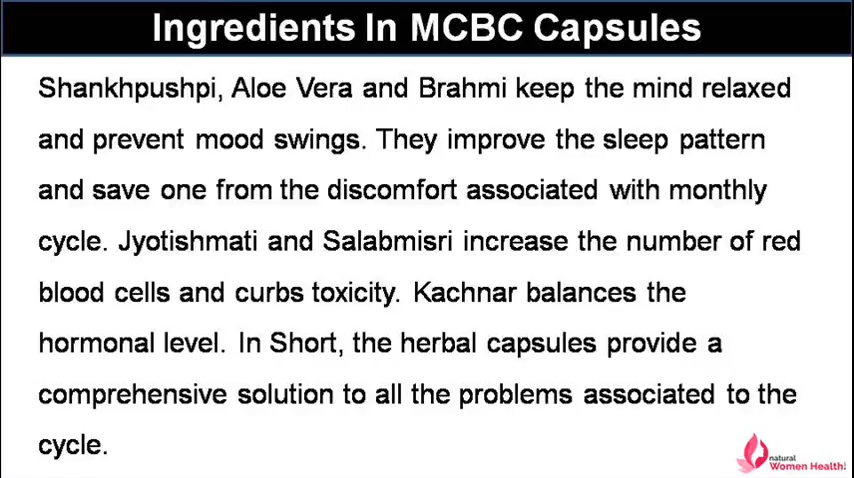 Ingredients In MCBC Capsules
Shankhpushpi, Aloe Vera and Brahmi keep the mind relaxed
and prevent mood swings. They improve the sleep pattern
and save one from the discomfort associated with monthly
cycle. Jyotishmati and Salabmisri increase the number of red
blood cells and curbs toxicity. Kachnar balances the
hormonal level. In Short, the herbal capsules provide a
comprehensive solution to all the problems associated to the
cycle.
natural
Women Health!